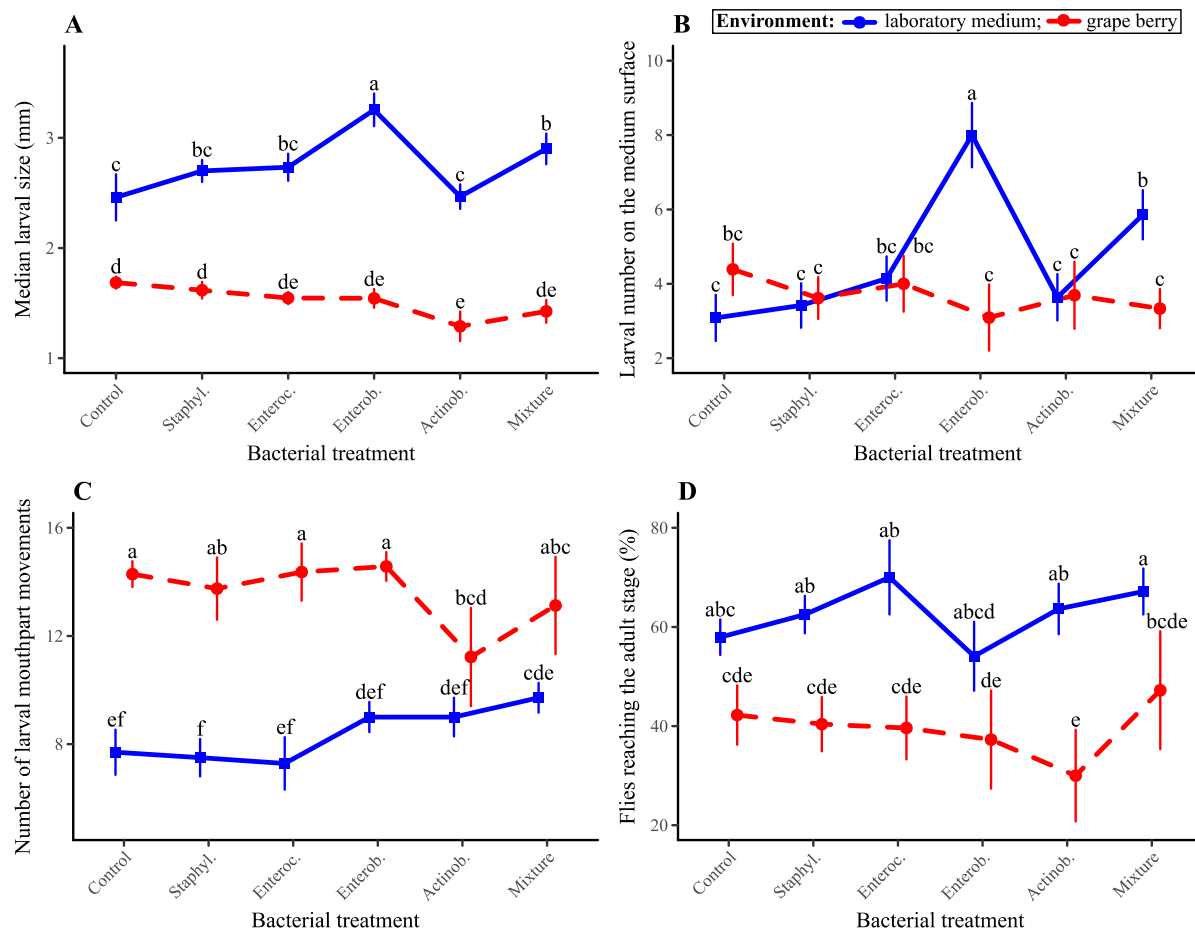 A
B
Environment: laboratory medium; grape berry
Median larval size (mm)
3
2
1
c
bc
bc
a
c
b
d
d
de
de
e
de
Control
Staphyl.
Enteroc.
Enterob.
Actinob.
Mixture
Bacterial treatment
Larval number on the medium surface
10
8
6
4
2
c
bc
c
c
bc
bc
a
c
c
c
b
c
Control
Staphyl.
Enteroc.
Enterob.
Actinob.
Mixture
Bacterial treatment
C
Number of larval mouthpart movements
16
12
8
a
ab
a
a
bcd
abc
ef
f
ef
def
def
cde
Control
Staphyl.
Enteroc.
Enterob.
Actinob.
Mixture
Bacterial treatment
D
Flies reaching the adult stage (%)
80
60
40
20
abc
ab
ab
abcd
ab
a
cde
cde
cde
de
e
bcde
Control
Staphyl.
Enteroc.
Enterob.
Actinob.
Mixture
Bacterial treatment